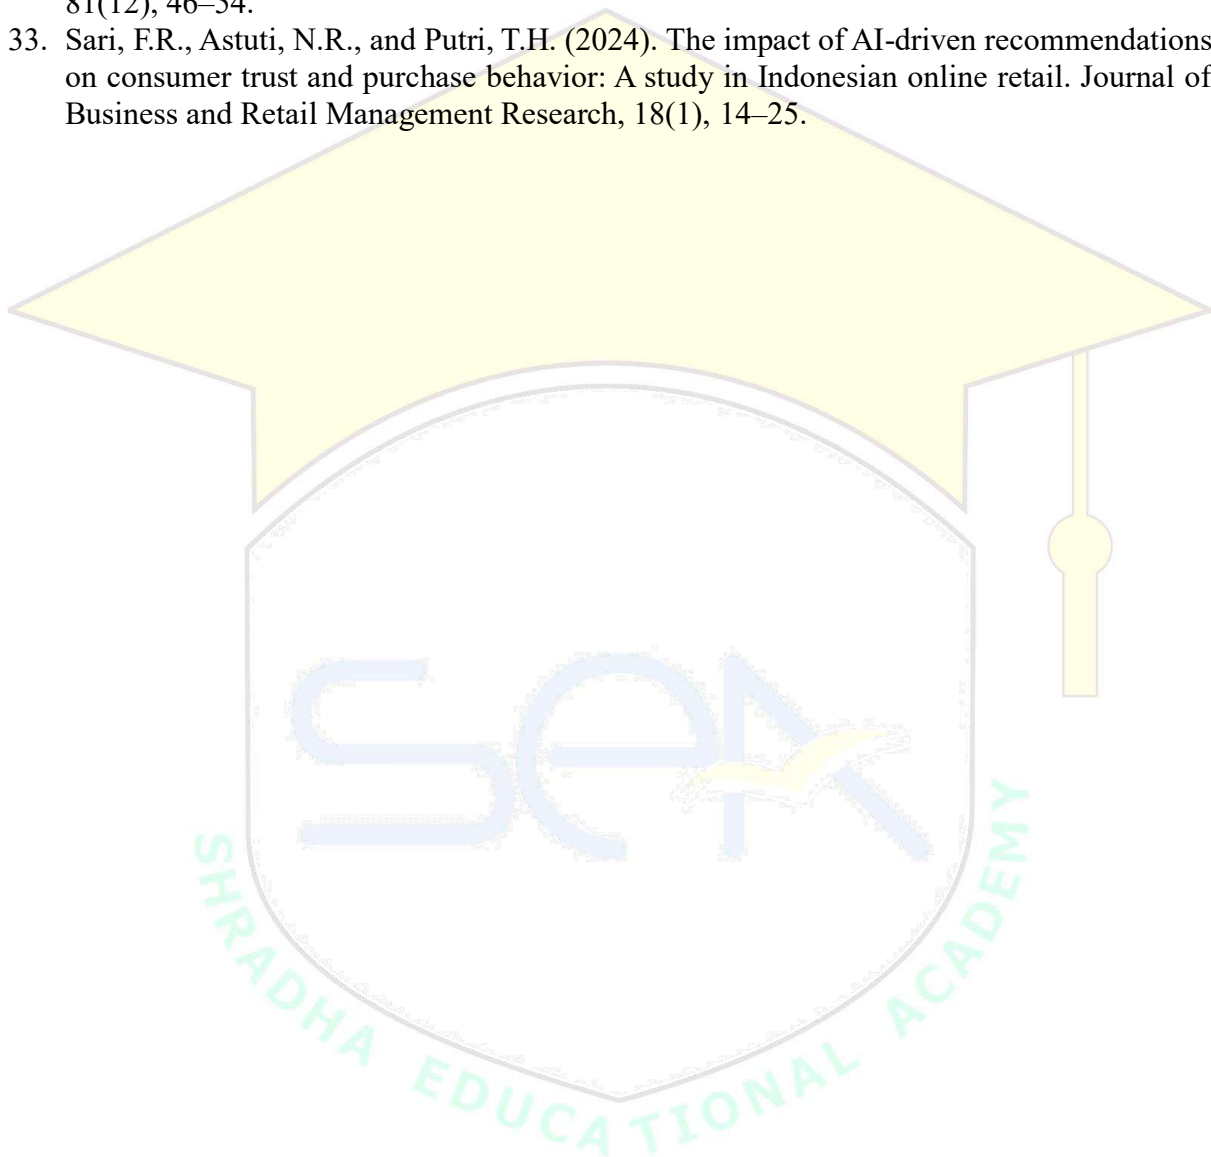 81(12), 46–54.
33. Sari, F.R., Astuti, N.R., and Putri, T.H. (2024). The impact of AI-driven recommendations
on consumer trust and purchase behavior: A study in Indonesian online retail. Journal of
Business and Retail Management Research, 18(1), 14–25.
SEA
SHRADHA EDUCATIONAL ACADEMY